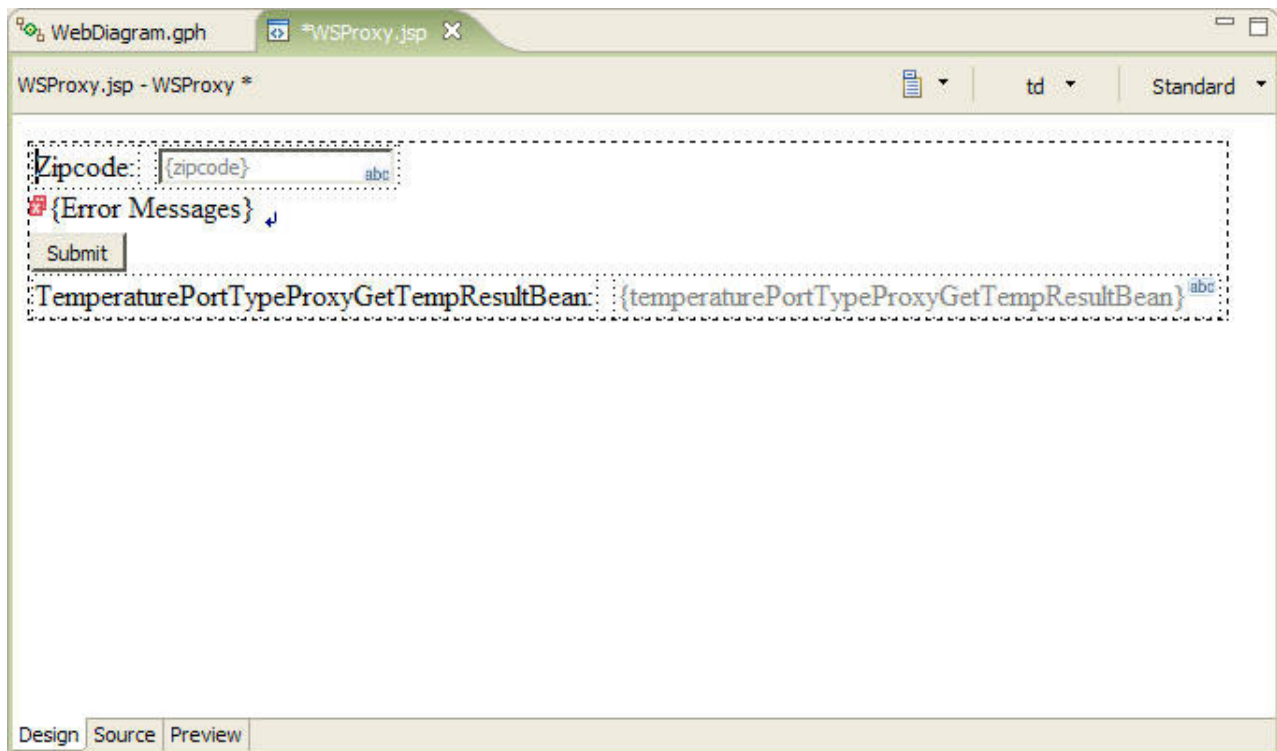 WebDiagram.gph *WSProxy.jsp
WSProxy.jsp - WSProxy * td Standard
Zipcode: {zipcode} abc
{Error Messages}
Submit
TemperaturePortTypeProxyGetTempResultBean: {temperaturePortTypeProxyGetTempResultBean} abc
Design Source Preview